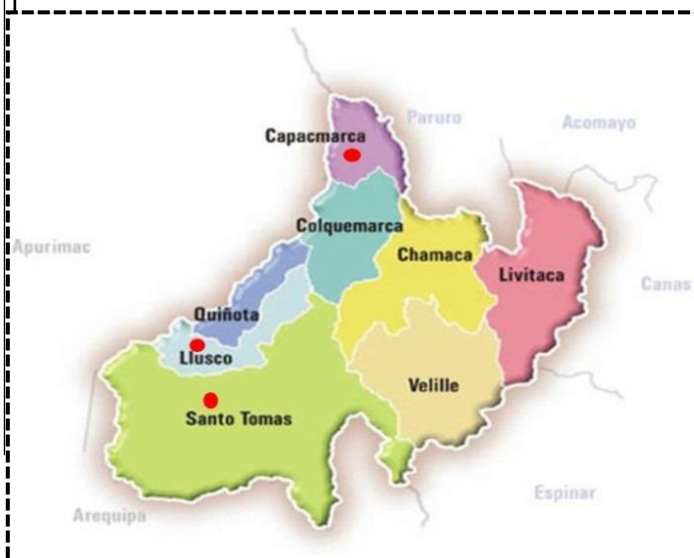 Paruro
Acomayo
Capacmarca
Colquemarca
Apurimac
Chamaca
Livitaca
Canas
Quiñota
Llusco
Velille
Santo Tomas
Espinar
Arequipa